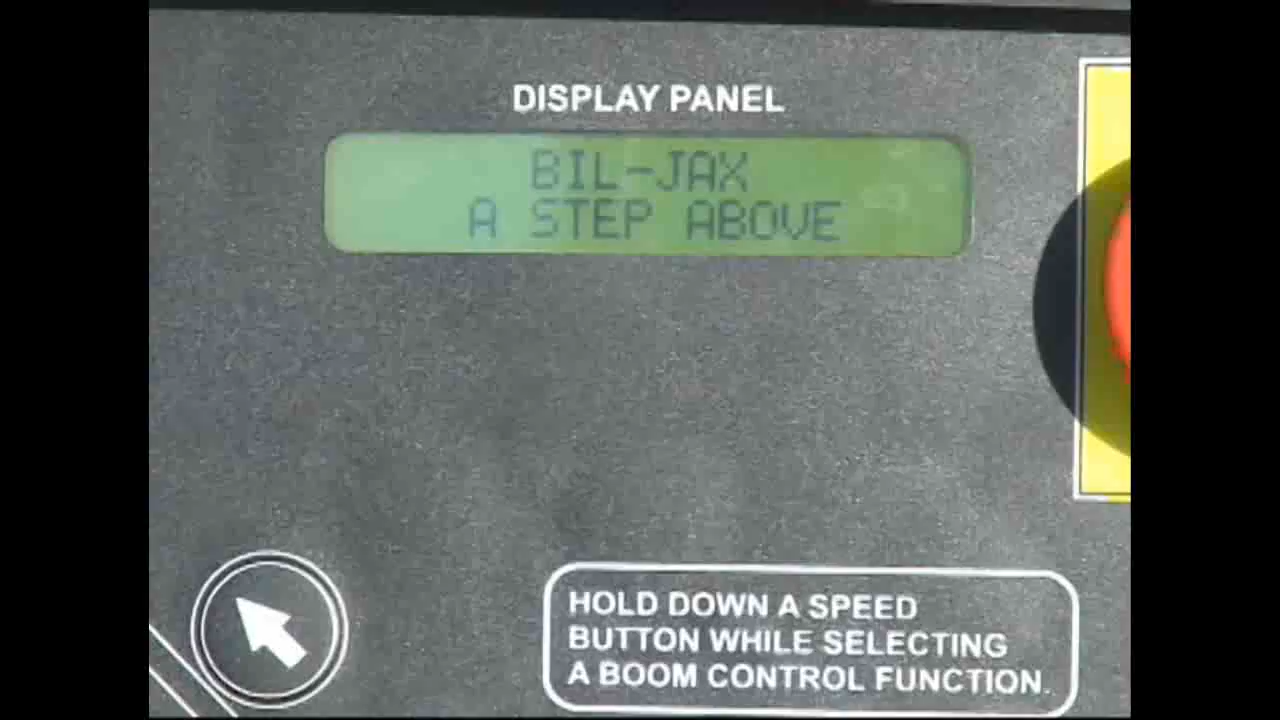 DISPLAY PANEL
BIL-JAX
A STEP ABOVE
HOLD DOWN A SPEED
BUTTON WHILE SELECTING
A BOOM CONTROL FUNCTION.